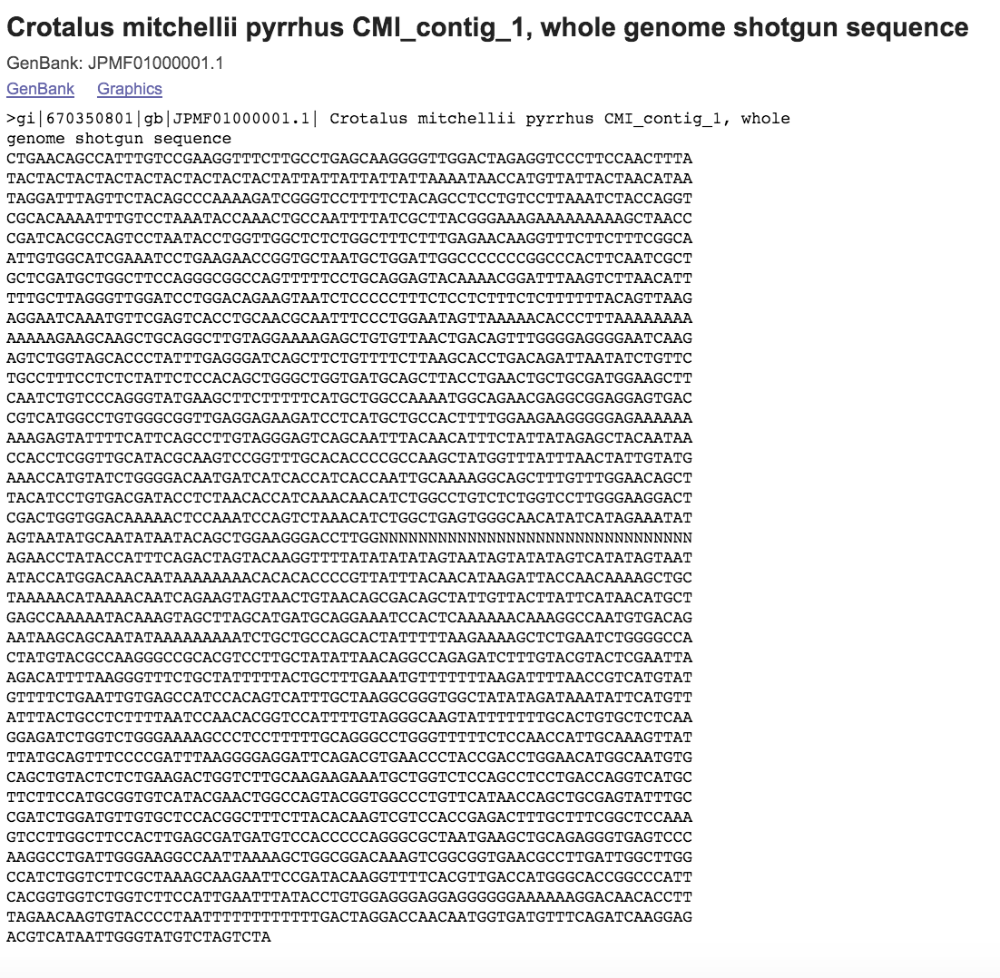 Crotalus mitchellii pyrrhus CMI_contig_1, whole genome shotgun sequence
GenBank: JPMF01000001.1
GenBank Graphics
>gi|670350801|gb|JPMF01000001.1| Crotalus mitchellii pyrrhus CMI_contig_1, whole
genome shotgun sequence
CTGAACAGCCATTTGTCCGAAGGTTTCTTGCCTGAGCAAGGGGTTGGACTAGAGGTCCCTTCCAACTTTA
TACTACTACTACTACTACTACTACTACTATTATTATTATTATTAAAATAACCATGTTATTACTAACATAA
TAGGATTTAGTTCTACAGCCCAAAAGATCGGGTCCTTTTCTACAGCCTCCTGTCCTTAAATCTACCAGGT
CGCACAAAATTTGTCCTAAATACCAAACTGCCAATTTTATCGCTTACGGGAAAGAAAAAAAAAGCTAACC
CGATCACGCCAGTCCTAATACCTGGTTGGCTCTCTGGCTTTCTTTGAGAACAAGGTTTCTTCTTTCGGCA
ATTGTGGCATCGAAATCCTGAAGAACCGGTGCTAATGCTGGATTGGCCCCCCCGGCCCACTTCAATCGCT
GCTCGATGCTGGCTTCCAGGGCGGCCAGTTTTTCCTGCAGGAGTACAAAACGGATTTAAGTCTTAACATT
TTTGCTTAGGGTTGGATCCTGGACAGAAGTAATCTCCCCCTTTCTCCTCTTTCTCTTTTTTACAGTTAAG
AGGAATCAAATGTTCGAGTCACCTGCAACGCAATTTCCCTGGAATAGTTAAAAACACCCTTTAAAAAAAA
AAAAAGAAGCAAGCTGCAGGCTTGTAGGAAAAGAGCTGTGTTAACTGACAGTTTGGGGAGGGGAATCAAG
AGTCTGGTAGCACCCTATTTGAGGGATCAGCTTCTGTTTTCTTAAGCACCTGACAGATTAATATCTGTTC
TGCCTTTCCTCTCTATTCTCCACAGCTGGGCTGGTGATGCAGCTTACCTGAACTGCTGCGATGGAAGCTT
CAATCTGTCCCAGGGTATGAAGCTTCTTTTTCATGCTGGCCAAAATGGCAGAACGAGGCGGAGGAGTGAC
CGTCATGGCCTGTGGGCGGTTGAGGAGAAGATCCTCATGCTGCCACTTTTGGAAGAAGGGGGAGAAAAAA
AAAGAGTATTTTCATTCAGCCTTGTAGGGAGTCAGCAATTTACAACATTTCTATTATAGAGCTACAATAA
CCACCTCGGTTGCATACGCAAGTCCGGTTTGCACACCCCGCCAAGCTATGGTTTATTTAACTATTGTATG
AAACCATGTATCTGGGGACAATGATCATCACCATCACCAATTGCAAAAGGCAGCTTTGTTTGGAACAGCT
TACATCCTGTGACGATACCTCTAACACCATCAAACAACATCTGGCCTGTCTCTGGTCCTTGGGAAGGACT
CGACTGGTGGACAAAAACTCCAAATCCAGTCTAAACATCTGGCTGAGTGGGCAACATATCATAGAAATAT
AGTAATATGCAATATAATACAGCTGGAAGGGACCTTGGNNNNNNNNNNNNNNNNNNNNNNNNNNNNNNNN
AGAACCTATACCATTTCAGACTAGTACAAGGTTTTATATATATAGTAATAGTATATAGTCATATAGTAAT
ATACCATGGACAACAATAAAAAAAACACACACCCCGTTATTTACAACATAAGATTACCAACAAAAGCTGC
TAAAAACATAAAACAATCAGAAGTAGTAACTGTAACAGCGACAGCTATTGTTACTTATTCATAACATGCT
GAGCCAAAAATACAAAGTAGCTTAGCATGATGCAGGAAATCCACTCAAAAAACAAAGGCCAATGTGACAG
AATAAGCAGCAATATAAAAAAAAATCTGCTGCCAGCACTATTTTTAAGAAAAGCTCTGAATCTGGGGCCA
CTATGTACGCCAAGGGCCGCACGTCCTTGCTATATTAACAGGCCAGAGATCTTTGTACGTACTCGAATTA
AGACATTTTAAGGGTTTCTGCTATTTTTACTGCTTTGAAATGTTTTTTTAAGATTTTAACCGTCATGTAT
GTTTTCTGAATTGTGAGCCATCCACAGTCATTTGCTAAGGCGGGTGGCTATATAGATAAATATTCATGTT
ATTTACTGCCTCTTTTAATCCAACACGGTCCATTTTGTAGGGCAAGTATTTTTTTGCACTGTGCTCTCAA
GGAGATCTGGTCTGGGAAAAGCCCTCCTTTTTGCAGGGCCTGGGTTTTTCTCCAACCATTGCAAAGTTAT
TTATGCAGTTTCCCCGATTTAAGGGGAGGATTCAGACGTGAACCCTACCGACCTGGAACATGGCAATGTG
CAGCTGTACTCTCTGAAGACTGGTCTTGCAAGAAGAAATGCTGGTCTCCAGCCTCCTGACCAGGTCATGC
TTCTTCCATGCGGTGTCATACGAACTGGCCAGTACGGTGGCCCTGTTCATAACCAGCTGCGAGTATTTGC
CGATCTGGATGTTGTGCTCCACGGCTTTCTTACACAAGTCGTCCACCGAGACTTTGCTTTCGGCTCCAAA
GTCCTTGGCTTCCACTTGAGCGATGATGTCCACCCCCAGGGCGCTAATGAAGCTGCAGAGGGTGAGTCCC
AAGGCCTGATTGGGAAGGCCAATTAAAAGCTGGCGGACAAAGTCGGCGGTGAACGCCTTGATTGGCTTGG
CCATCTGGTCTTCGCTAAAGCAAGAATTCCGATACAAGGTTTTCACGTTGACCATGGGCACCGGCCCATT
CACGGTGGTCTGGTCTTCCATTGAATTTATACCTGTGGAGGGAGGAGGGGGGAAAAAAGGACAACACCTT
TAGAACAAGTGTACCCCTAATTTTTTTTTTTTGACTAGGACCAACAATGGTGATGTTTCAGATCAAGGAG
ACGTCATAATTGGGTATGTCTAGTCTA